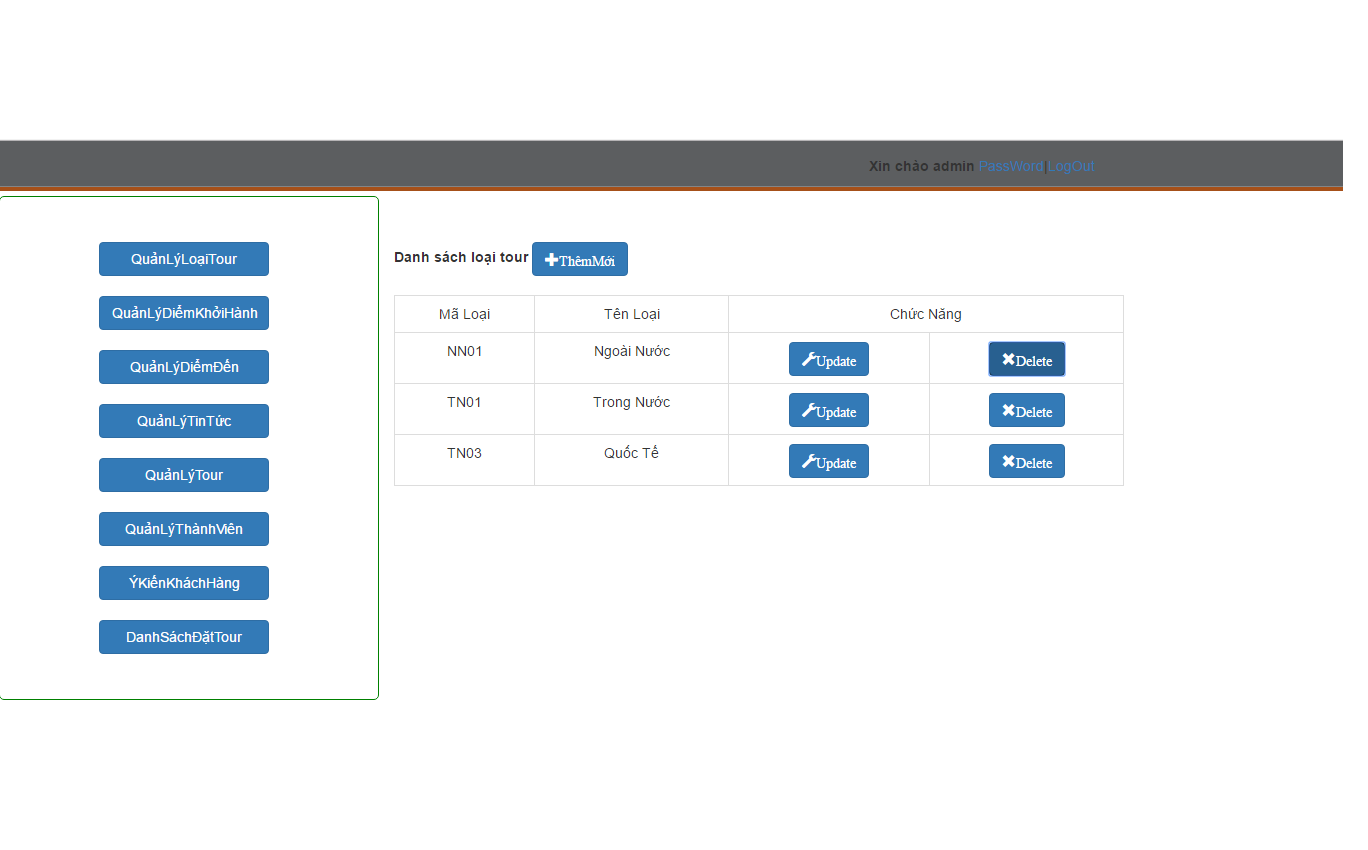 Xin chào admin PassWord|LogOut
QuảnLýLoạiTour
QuảnLýDiểmKhởiHành
QuảnLýDiểmĐến
QuảnLýTinTức
QuảnLýTour
QuảnLýThànhViên
ÝKiếnKháchHàng
DanhSáchĐặtTour
Danh sách loại tour ThêmMới
Mã Loại Tên Loại Chức Năng
NN01 Ngoài Nước Update Delete
TN01 Trong Nước Update Delete
TN03 Quốc Tế Update Delete